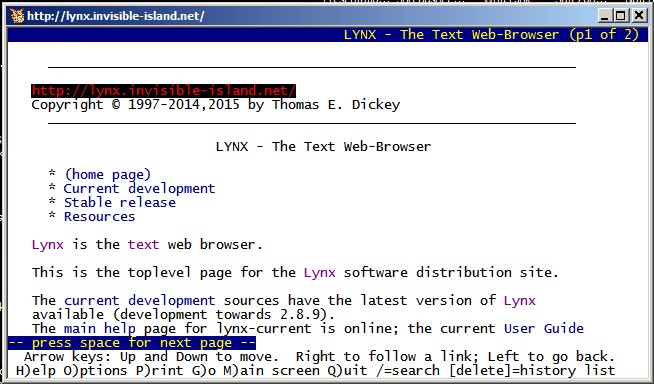 http://lynx.invisible-island.net/
LYNX - The Text Web-Browser (p1 of 2)
http://lynx.invisible-island.net/
Copyright © 1997-2014,2015 by Thomas E. Dickey
LYNX - The Text Web-Browser
* (home page)
* Current development
* Stable release
* Resources
Lynx is the text web browser.
This is the toplevel page for the Lynx software distribution site.
The current development sources have the latest version of Lynx
available (development towards 2.8.9).
The main help page for lynx-current is online; the current User Guide
-- press space for next page --
Arrow keys: Up and Down to move. Right to follow a link; Left to go back.
H)elp O)ptions P)rint G)o M)ain screen Q)uit /=search [delete]=history list